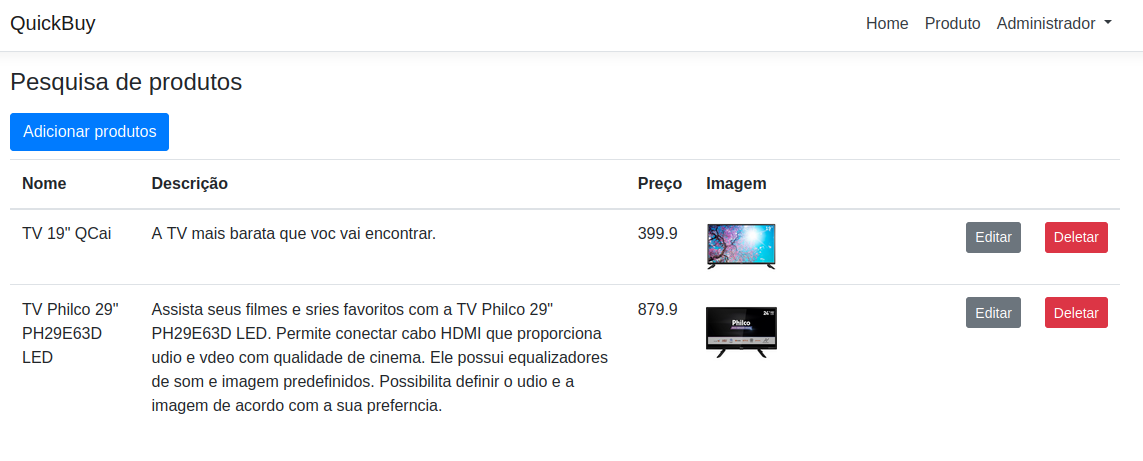 QuickBuy
Home Produto Administrador
Pesquisa de produtos
Adicionar produtos
Nome Descrição Preço Imagem
TV 19" QCai A TV mais barata que voc vai encontrar. 399.9 Editar Deletar
TV Philco 29" Assista seus filmes e sries favoritos com a TV Philco 29" 879.9 Editar Deletar
PH29E63D PH29E63D LED. Permite conectar cabo HDMI que proporciona
LED udio e vdeo com qualidade de cinema. Ele possui equalizadores
de som e imagem predefinidos. Possibilita definir o udio e a
imagem de acordo com a sua preferncia.
Philco